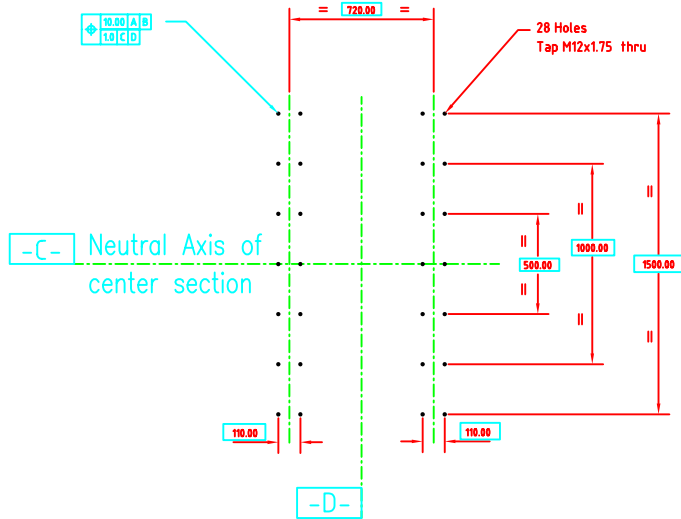 10.00 A B
1.0 C D
= 720.00 =
28 Holes
Tap M12x1.75 thru
-C- Neutral Axis of
center section
500.00
1000.00
1500.00
110.00
110.00
-D-